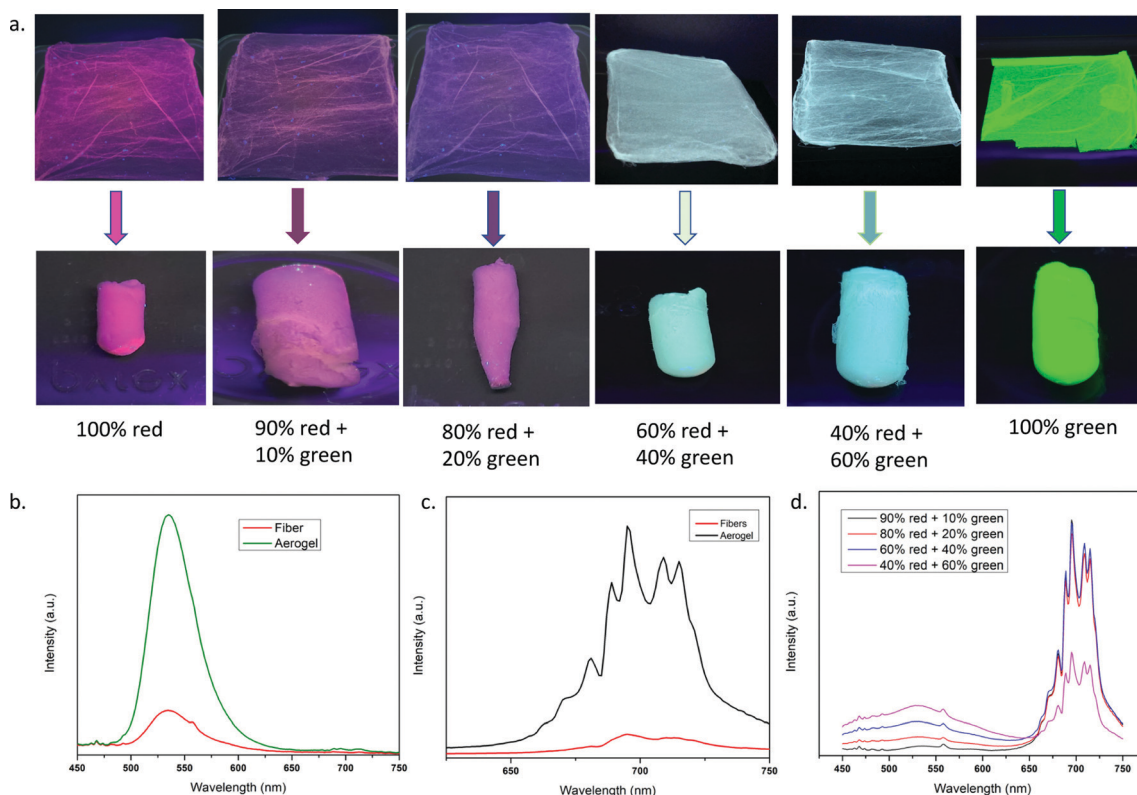 a.
100% red
90% red +
10% green
80% red +
20% green
60% red +
40% green
40% red +
60% green
100% green
b.
Fiber
Aerogel
Intensity (a.u.)
450 500 550 600 650 700 750
Wavelength (nm)
c.
Fibers
Aerogel
Intensity (a.u.)
650 700 750
Wavelength (nm)
d.
90% red + 10% green
80% red + 20% green
60% red + 40% green
40% red + 60% green
Intensity (a.u.)
450 500 550 600 650 700 750
Wavelength (nm)